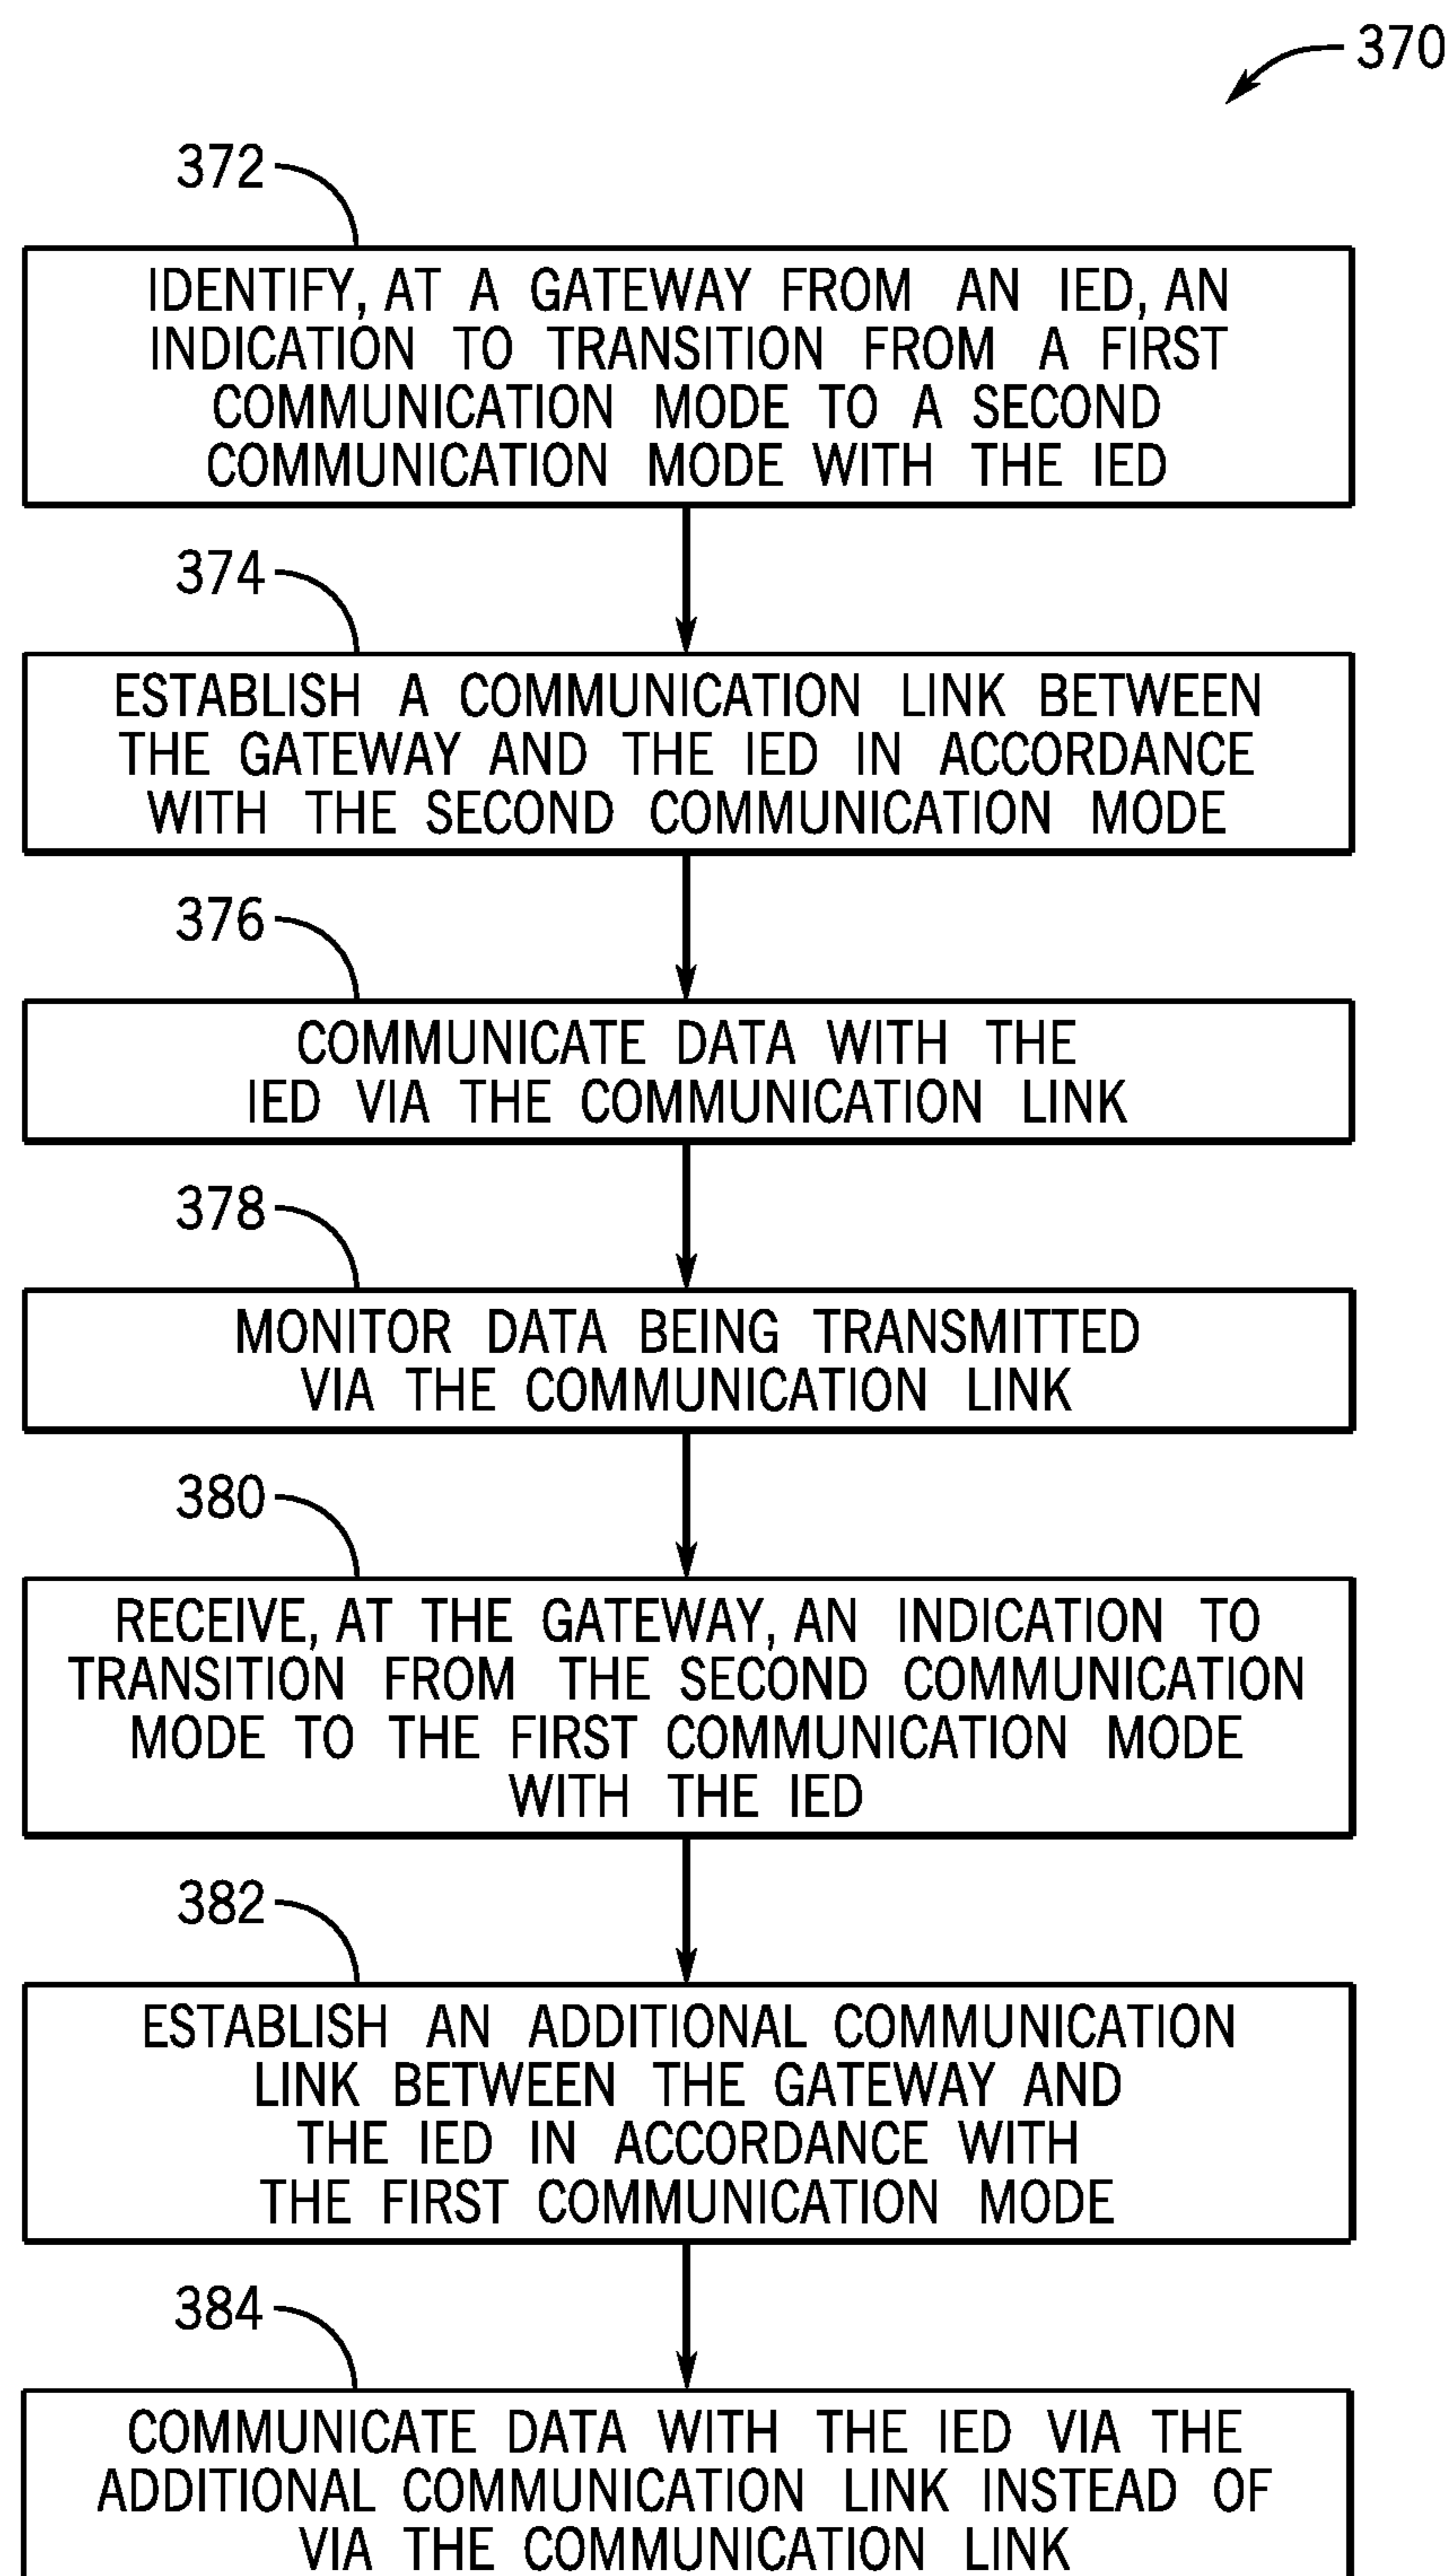 370
372
IDENTIFY, AT A GATEWAY FROM AN IED, AN
INDICATION TO TRANSITION FROM A FIRST
COMMUNICATION MODE TO A SECOND
COMMUNICATION MODE WITH THE IED
374
ESTABLISH A COMMUNICATION LINK BETWEEN
THE GATEWAY AND THE IED IN ACCORDANCE
WITH THE SECOND COMMUNICATION MODE
376
COMMUNICATE DATA WITH THE
IED VIA THE COMMUNICATION LINK
378
MONITOR DATA BEING TRANSMITTED
VIA THE COMMUNICATION LINK
380
RECEIVE, AT THE GATEWAY, AN INDICATION TO
TRANSITION FROM THE SECOND COMMUNICATION
MODE TO THE FIRST COMMUNICATION MODE
WITH THE IED
382
ESTABLISH AN ADDITIONAL COMMUNICATION
LINK BETWEEN THE GATEWAY AND
THE IED IN ACCORDANCE WITH
THE FIRST COMMUNICATION MODE
384
COMMUNICATE DATA WITH THE IED VIA THE
ADDITIONAL COMMUNICATION LINK INSTEAD OF
VIA THE COMMUNICATION LINK